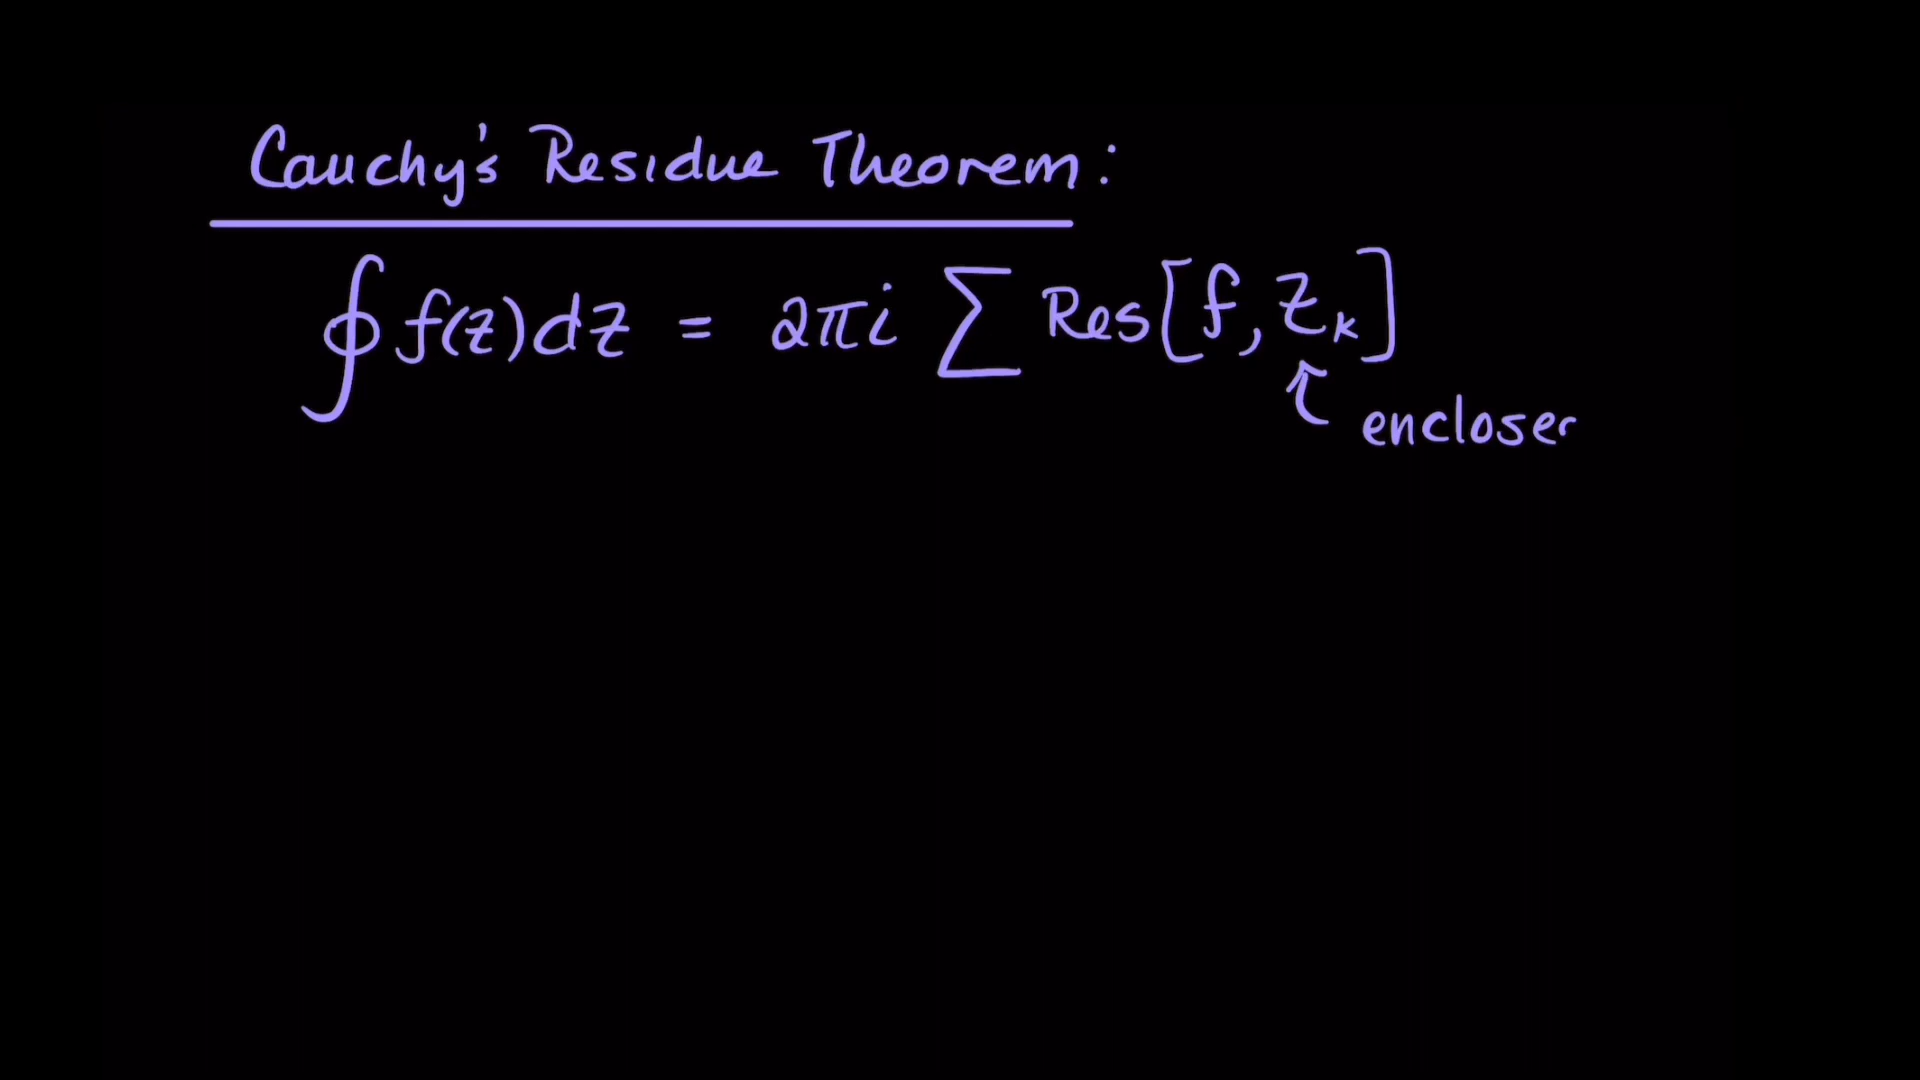 Cauchy's Residue Theorem:
∮ f(z)dz = 2πi ∑ Res[f, z_k]
encloser